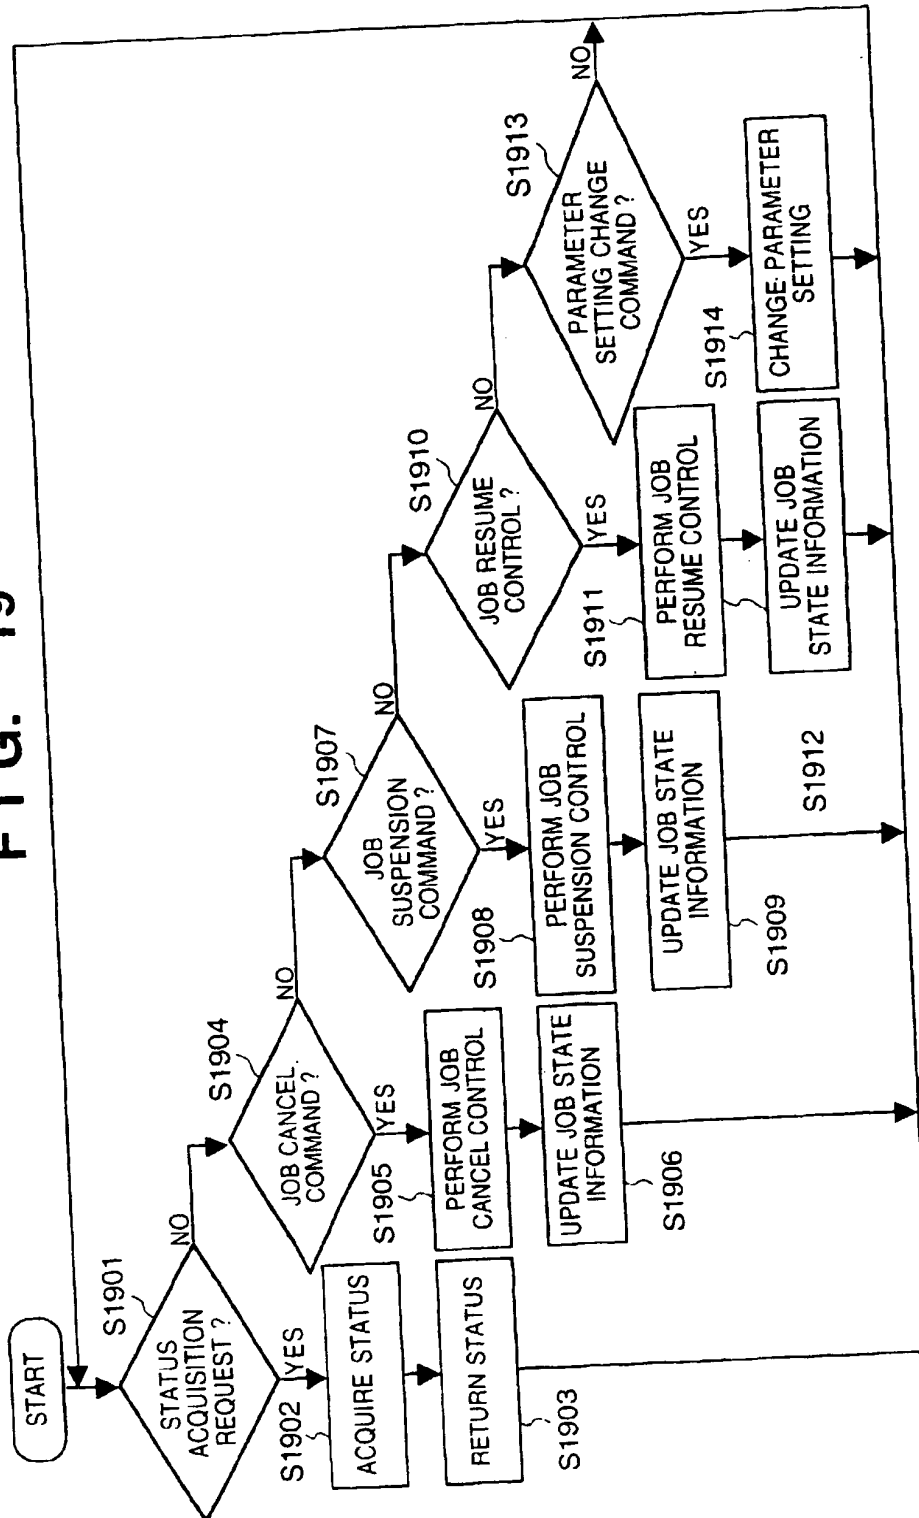 FIG. 19
START
S1901
STATUS
ACQUISITION
REQUEST ?
NO
YES
S1902
ACQUIRE STATUS
RETURN STATUS
S1903
S1904
JOB CANCEL.
COMMAND ?
NO
YES
S1905
PERFORM JOB
CANCEL CONTROL
UPDATE JOB STATE
INFORMATION
S1906
S1907
JOB
SUSPENSION
COMMAND ?
NO
YES
S1908
PERFORM JOB
SUSPENSION CONTROL
UPDATE JOB STATE
INFORMATION
S1909
S1910
JOB RESUME
CONTROL ?
NO
YES
S1911
PERFORM JOB
RESUME CONTROL
UPDATE JOB
STATE INFORMATION
S1912
S1913
PARAMETER
SETTING CHANGE
COMMAND ?
NO
YES
S1914
CHANGE PARAMETER
SETTING